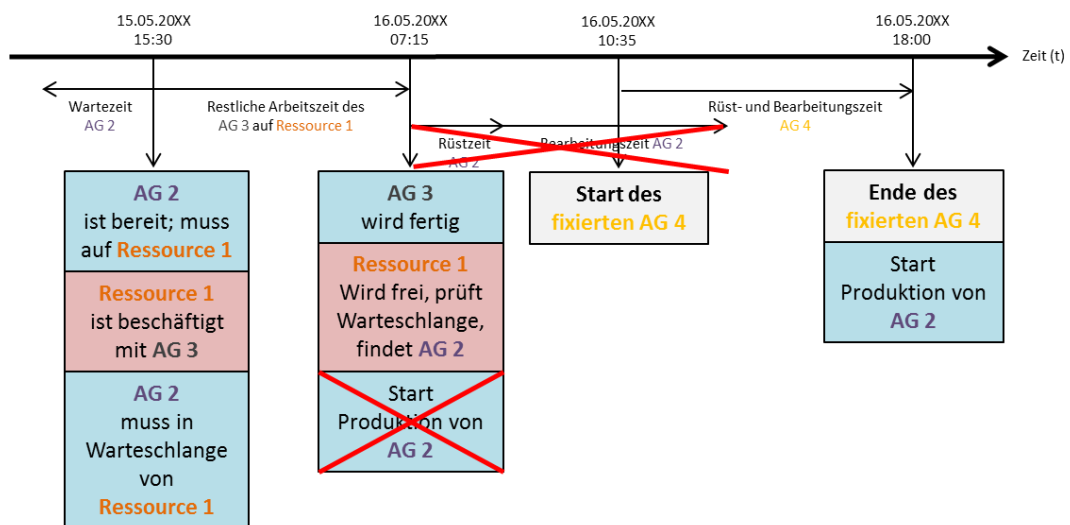 15.05.20XX
15:30
16.05.20XX
07:15
16.05.20XX
10:35
16.05.20XX
18:00
Zeit (t)
Wartezeit
AG 2
Restliche Arbeitszeit des
AG 3 auf Ressource 1
Rüstzeit
AG 2
Bearbeitungszeit AG 2
Rüst- und Bearbeitungszeit
AG 4
AG 2
ist bereit; muss
auf Ressource 1
Ressource 1
ist beschäftigt
mit AG 3
AG 2
muss in
Warteschlange
von
Ressource 1
AG 3
wird fertig
Ressource 1
Wird frei, prüft
Warteschlange,
findet AG 2
Start
Produktion von
AG 2
Start des
fixierten AG 4
Ende des
fixierten AG 4
Start
Produktion von
AG 2